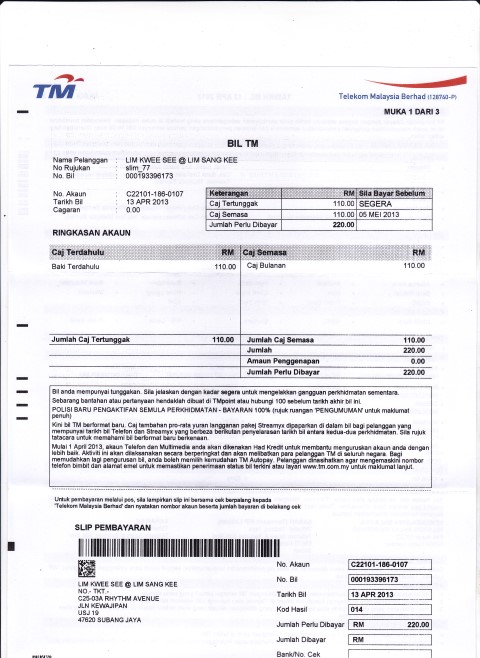 TM
Telekom Malaysia Berhad (128740-P)
MUKA 1 DARI 3
BIL TM
Nama Pelanggan : LIM KWEE SEE @ LIM SANG KEE
No Rujukan : slim_77
No. Bil : 000193396173
No. Akaun : C22101-186-0107
Tarikh Bil : 13 APR 2013
Cagaran : 0.00
Keterangan RM Sila Bayar Sebelum
Caj Tertunggak 110.00 SEGERA
Caj Semasa 110.00 05 MEI 2013
Jumlah Perlu Dibayar 220.00
RINGKASAN AKAUN
Caj Terdahulu RM Caj Semasa RM
Baki Terdahulu 110.00 Caj Bulanan 110.00
Jumlah Caj Tertunggak 110.00 Jumlah Caj Semasa 110.00
Jumlah 220.00
Amaun Penggenapan 0.00
Jumlah Perlu Dibayar 220.00
Bil anda mempunyai tunggakan. Sila jelaskan dengan kadar segera untuk mengelakkan gangguan perkhidmatan sementara.
Sebarang bantahan atau pertanyaan hendaklah dibuat di TMpoint atau hubungi 100 sebelum tarikh akhir bil ini.
POLISI BARU PENGAKTIFAN SEMULA PERKHIDMATAN - BAYARAN 100% (rujuk ruangan 'PENGUMUMAN' untuk maklumat
penuh)
Kini bil TM berformat baru. Caj tambahan pro-rata yuran langganan pakej Streamyx dipaparkan di dalam bil bagi pelanggan yang
mempunyai tarikh bil Telefon dan Streamyx yang berbeza berikutan penyelarasan tarikh bil antara kedua-dua perkhidmatan. Sila rujuk
tatacara untuk memahami bil berformat baru berkenaan.
Mulai 1 April 2013, akaun Telefon dan Multimedia anda akan dikenakan Had Kredit untuk membantu menguruskan akaun anda dengan
lebih baik. Aktiviti ini akan dilaksanakan secara berperingkat dan akan melibatkan para pelanggan TM di seluruh negara. Bagi
memudahkan lagi pengurusan bil, anda boleh memilih kemudahan TM Autopay. Pelanggan dinasihatkan agar mengemaskini nombor
telefon bimbit dan alamat emel untuk memastikan penerimaan status bil terkini atau layari www.tm.com.my untuk maklumat lanjut.
Untuk pembayaran melalui pos, sila lampirkan slip ini bersama cek berpalang kepada
'Telekom Malaysia Berhad' dan nyatakan nombor akaun beserta jumlah bayaran di belakang cek
SLIP PEMBAYARAN
LIM KWEE SEE @ LIM SANG KEE
NO.- TKT.-
C25-03A RHYTHM AVENUE
JLN KEWAJIPAN
USJ 19
47620 SUBANG JAYA
No. Akaun C22101-186-0107
No. Bil 000193396173
Tarikh Bil 13 APR 2013
Kod Hasil 014
Jumlah Perlu Dibayar RM 220.00
Jumlah Dibayar RM
Bank/No. Cek